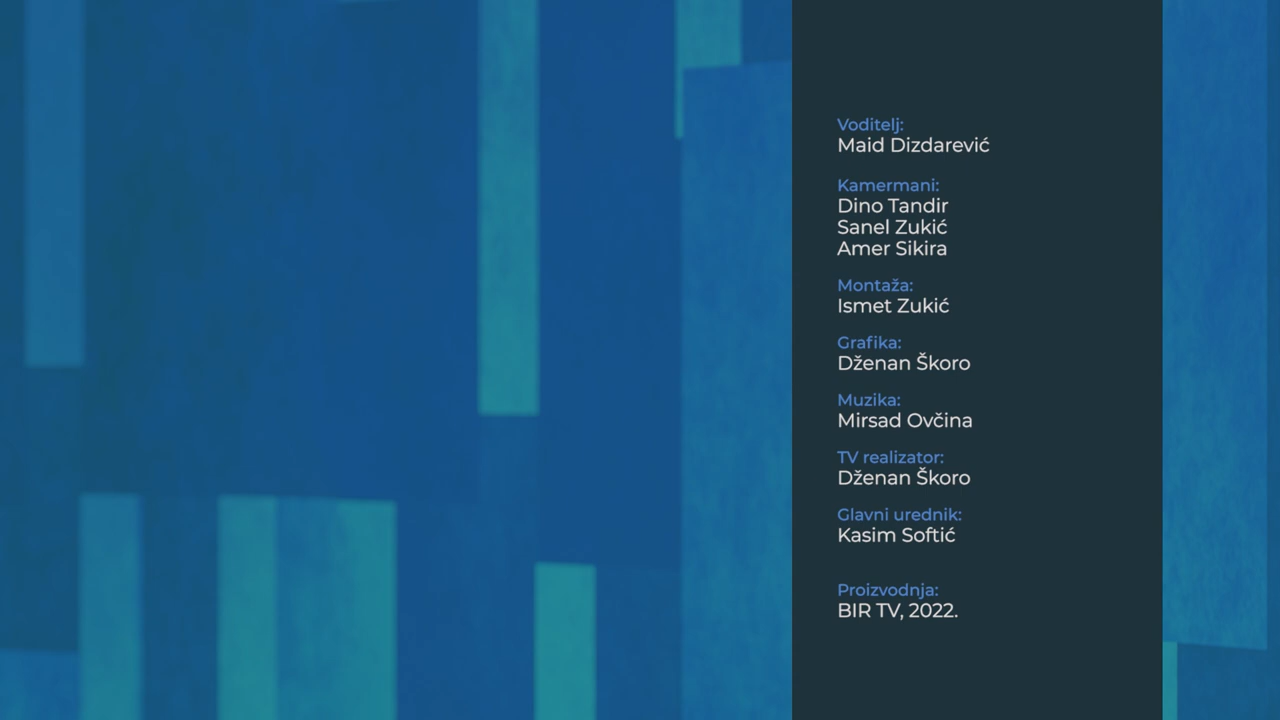 Voditelj:
Maid Dizdarević
Kamermani:
Dino Tandir
Sanel Zukić
Amer Sikira
Montaža:
Ismet Zukić
Grafika:
Dženan Škoro
Muzika:
Mirsad Ovčina
TV realizator:
Dženan Škoro
Glavni urednik:
Kasim Softić
Proizvodnja:
BIR TV, 2022.